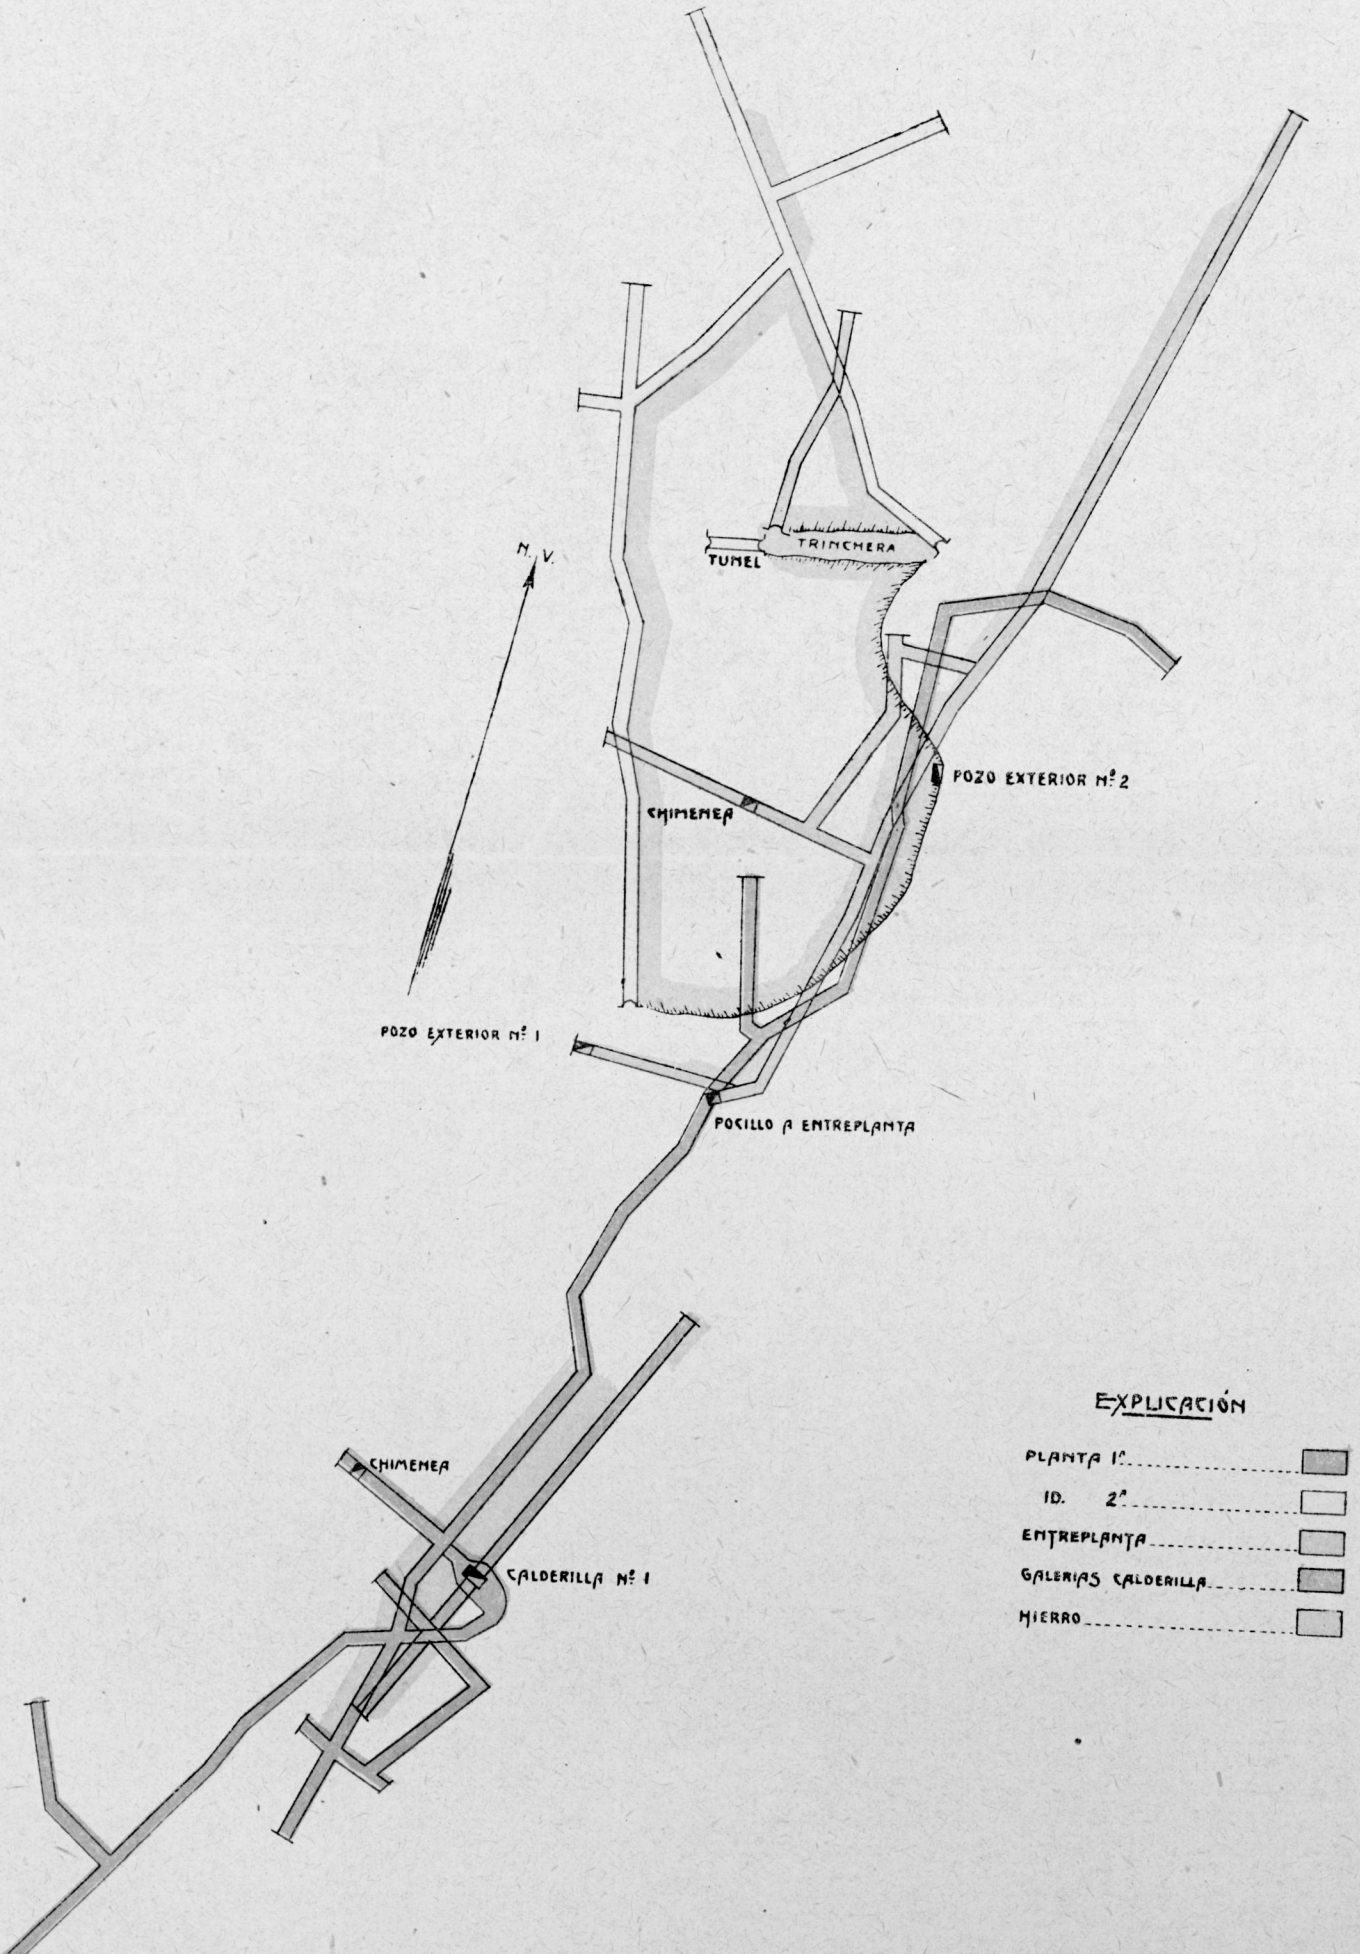 N. V.
TRINCHERA
TUNEL
POZO EXTERIOR Nº 2
CHIMENEA
POZO EXTERIOR Nº 1
POCILLO A ENTREPLANTA
CHIMENEA
CALDERILLA Nº 1
EXPLICACIÓN
PLANTA 1ª
ID. 2ª
ENTREPLANTA
GALERIAS CALDERILLA
HIERRO